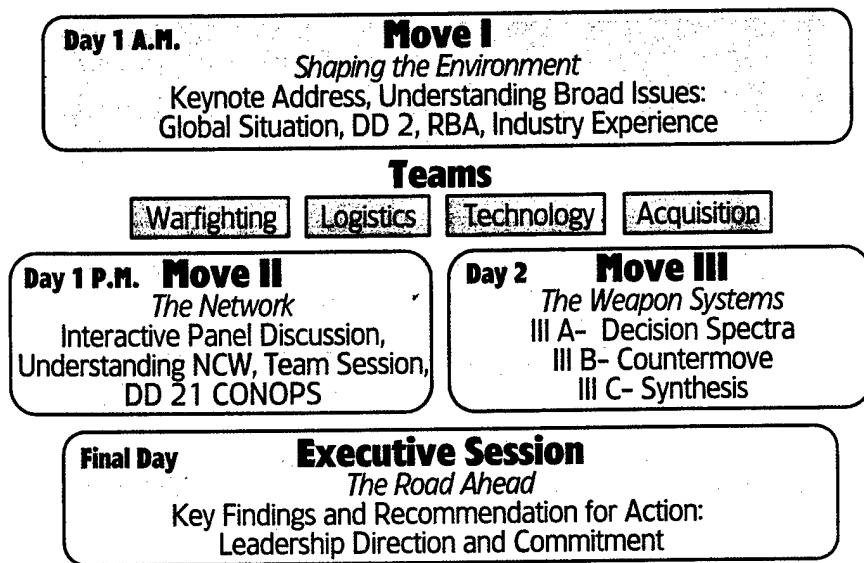 Day 1 A.M. Move I
Shaping the Environment
Keynote Address, Understanding Broad Issues:
Global Situation, DD 2, RBA, Industry Experience
Teams
Warfighting Logistics Technology Acquisition
Day 1 P.M. Move II
The Network
Interactive Panel Discussion,
Understanding NCW, Team Session,
DD 21 CONOPS
Day 2 Move III
The Weapon Systems
III A- Decision Spectra
III B- Countermove
III C- Synthesis
Final Day Executive Session
The Road Ahead
Key Findings and Recommendation for Action:
Leadership Direction and Commitment